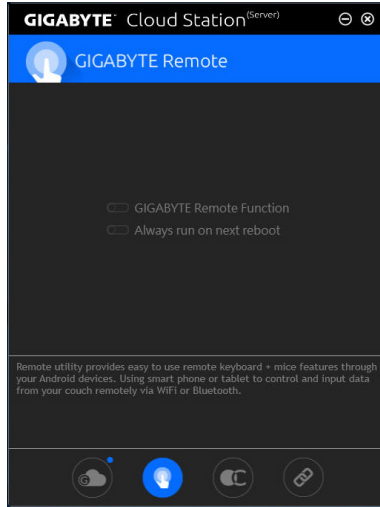 GIGABYTE™ Cloud Station(Server)
GIGABYTE Remote
GIGABYTE Remote Function
Always run on next reboot
Remote utility provides easy to use remote keyboard + mice features through
your Android devices. Using smart phone or tablet to control and input data
from your couch remotely via WiFi or Bluetooth.
G